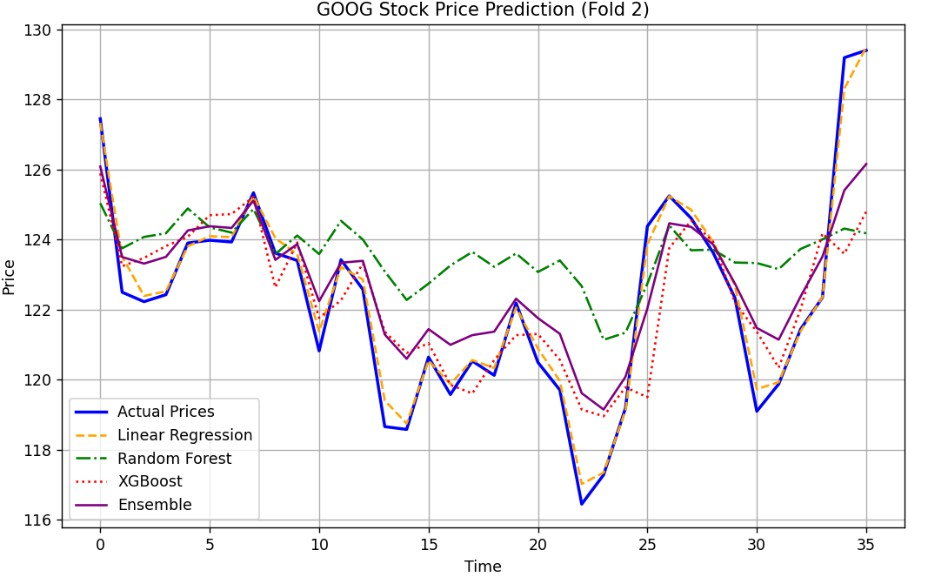 GOOG Stock Price Prediction (Fold 2)
130
128
126
124
122
120
118
116
Price
Actual Prices
Linear Regression
Random Forest
XGBoost
Ensemble
0 5 10 15 20 25 30 35
Time